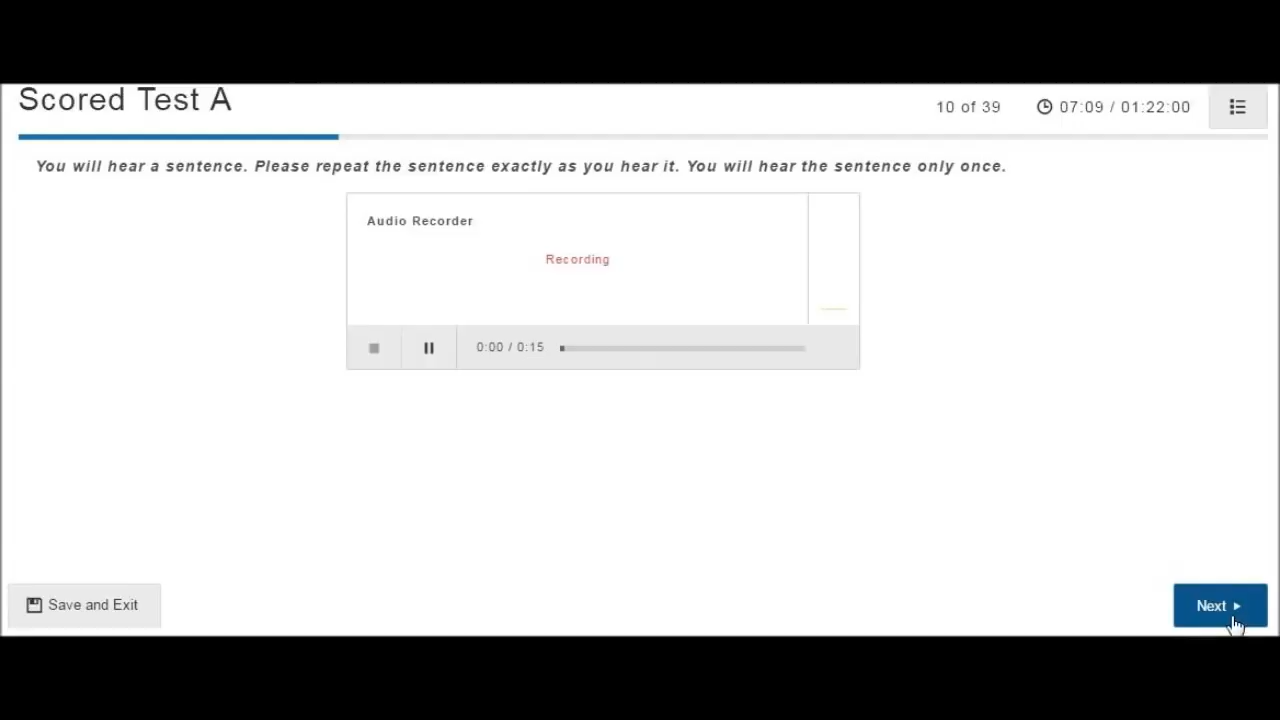 Scored Test A
10 of 39
07:09 / 01:22:00
You will hear a sentence. Please repeat the sentence exactly as you hear it. You will hear the sentence only once.
Audio Recorder
Recording
0:00 / 0:15
Save and Exit
Next